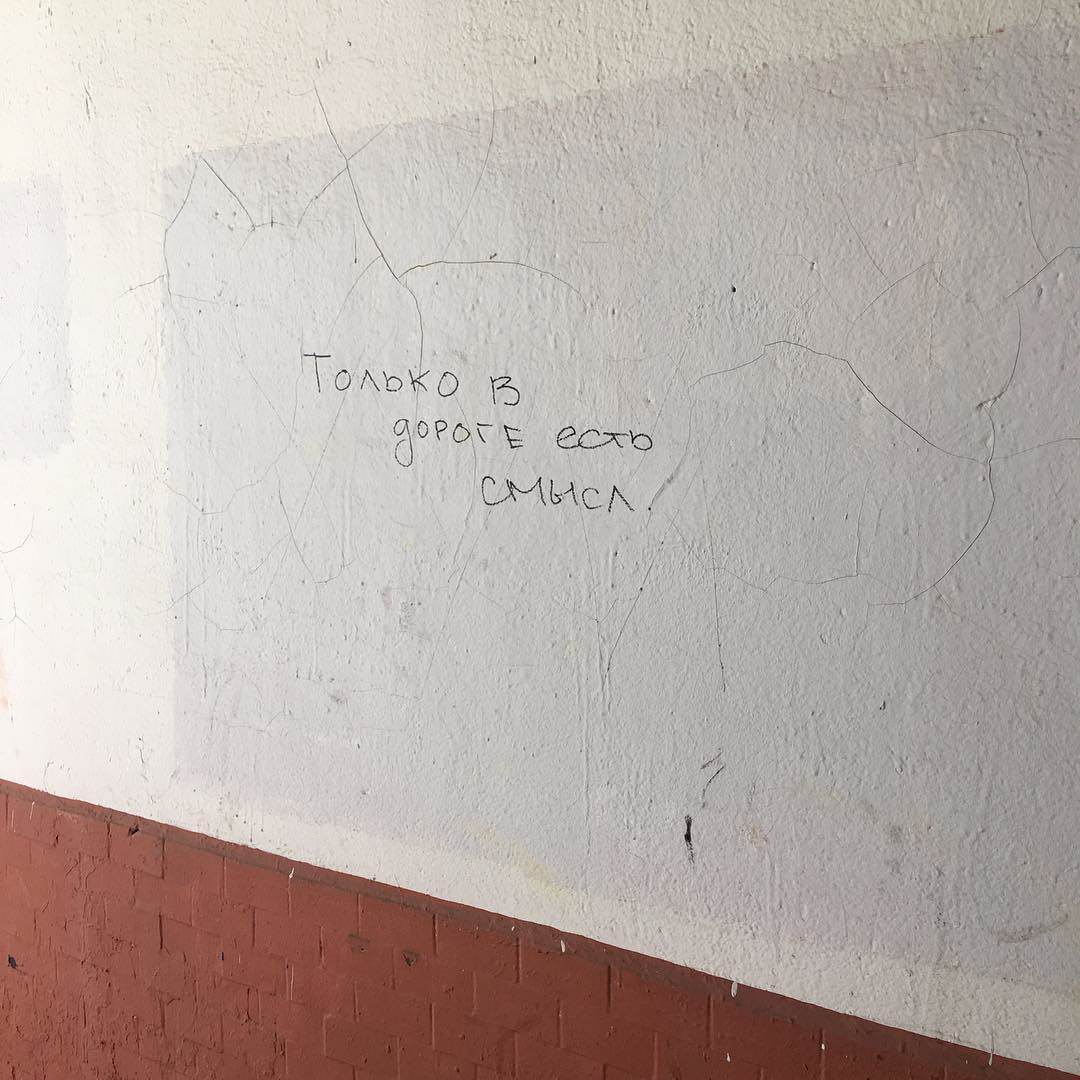 Только в
дороге есть
смысл.